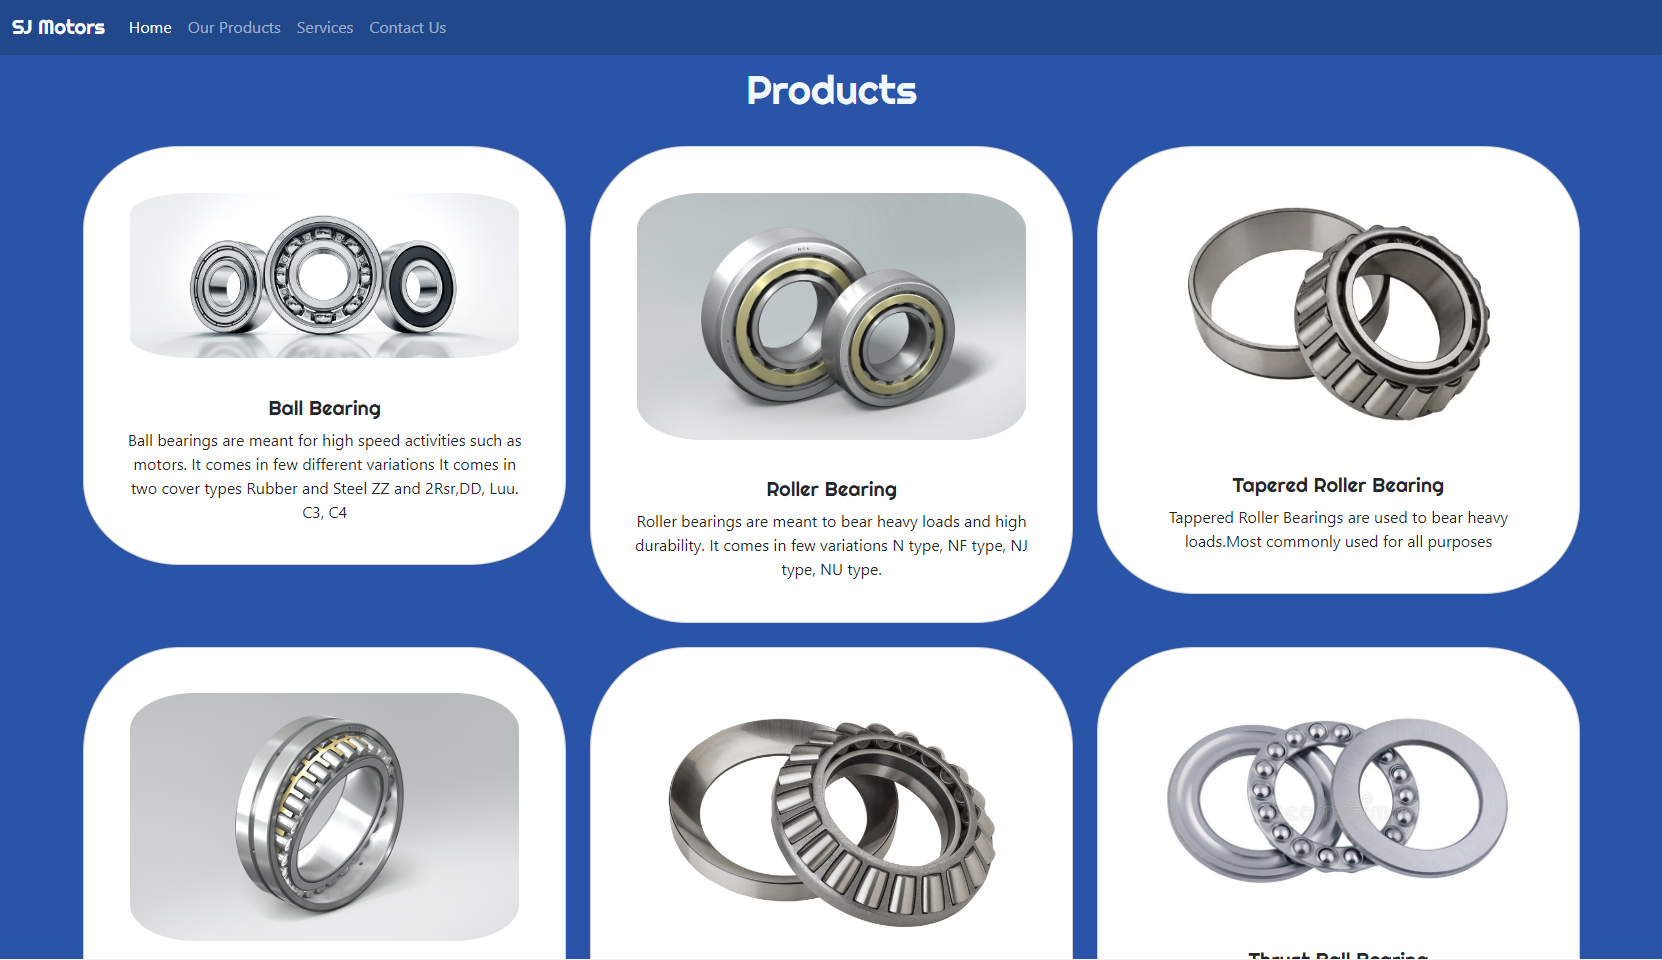 SJ Motors Home Our Products Services Contact Us
Products
Ball Bearing
Ball bearings are meant for high speed activities such as
motors. It comes in few different variations It comes in
two cover types Rubber and Steel ZZ and 2Rsr,DD, Luu.
C3, C4
NSK
Roller Bearing
Roller bearings are meant to bear heavy loads and high
durability. It comes in few variations N type, NF type, NJ
type, NU type.
Tapered Roller Bearing
Tappered Roller Bearings are used to bear heavy
loads.Most commonly used for all purposes
Thrust Ball Bearing